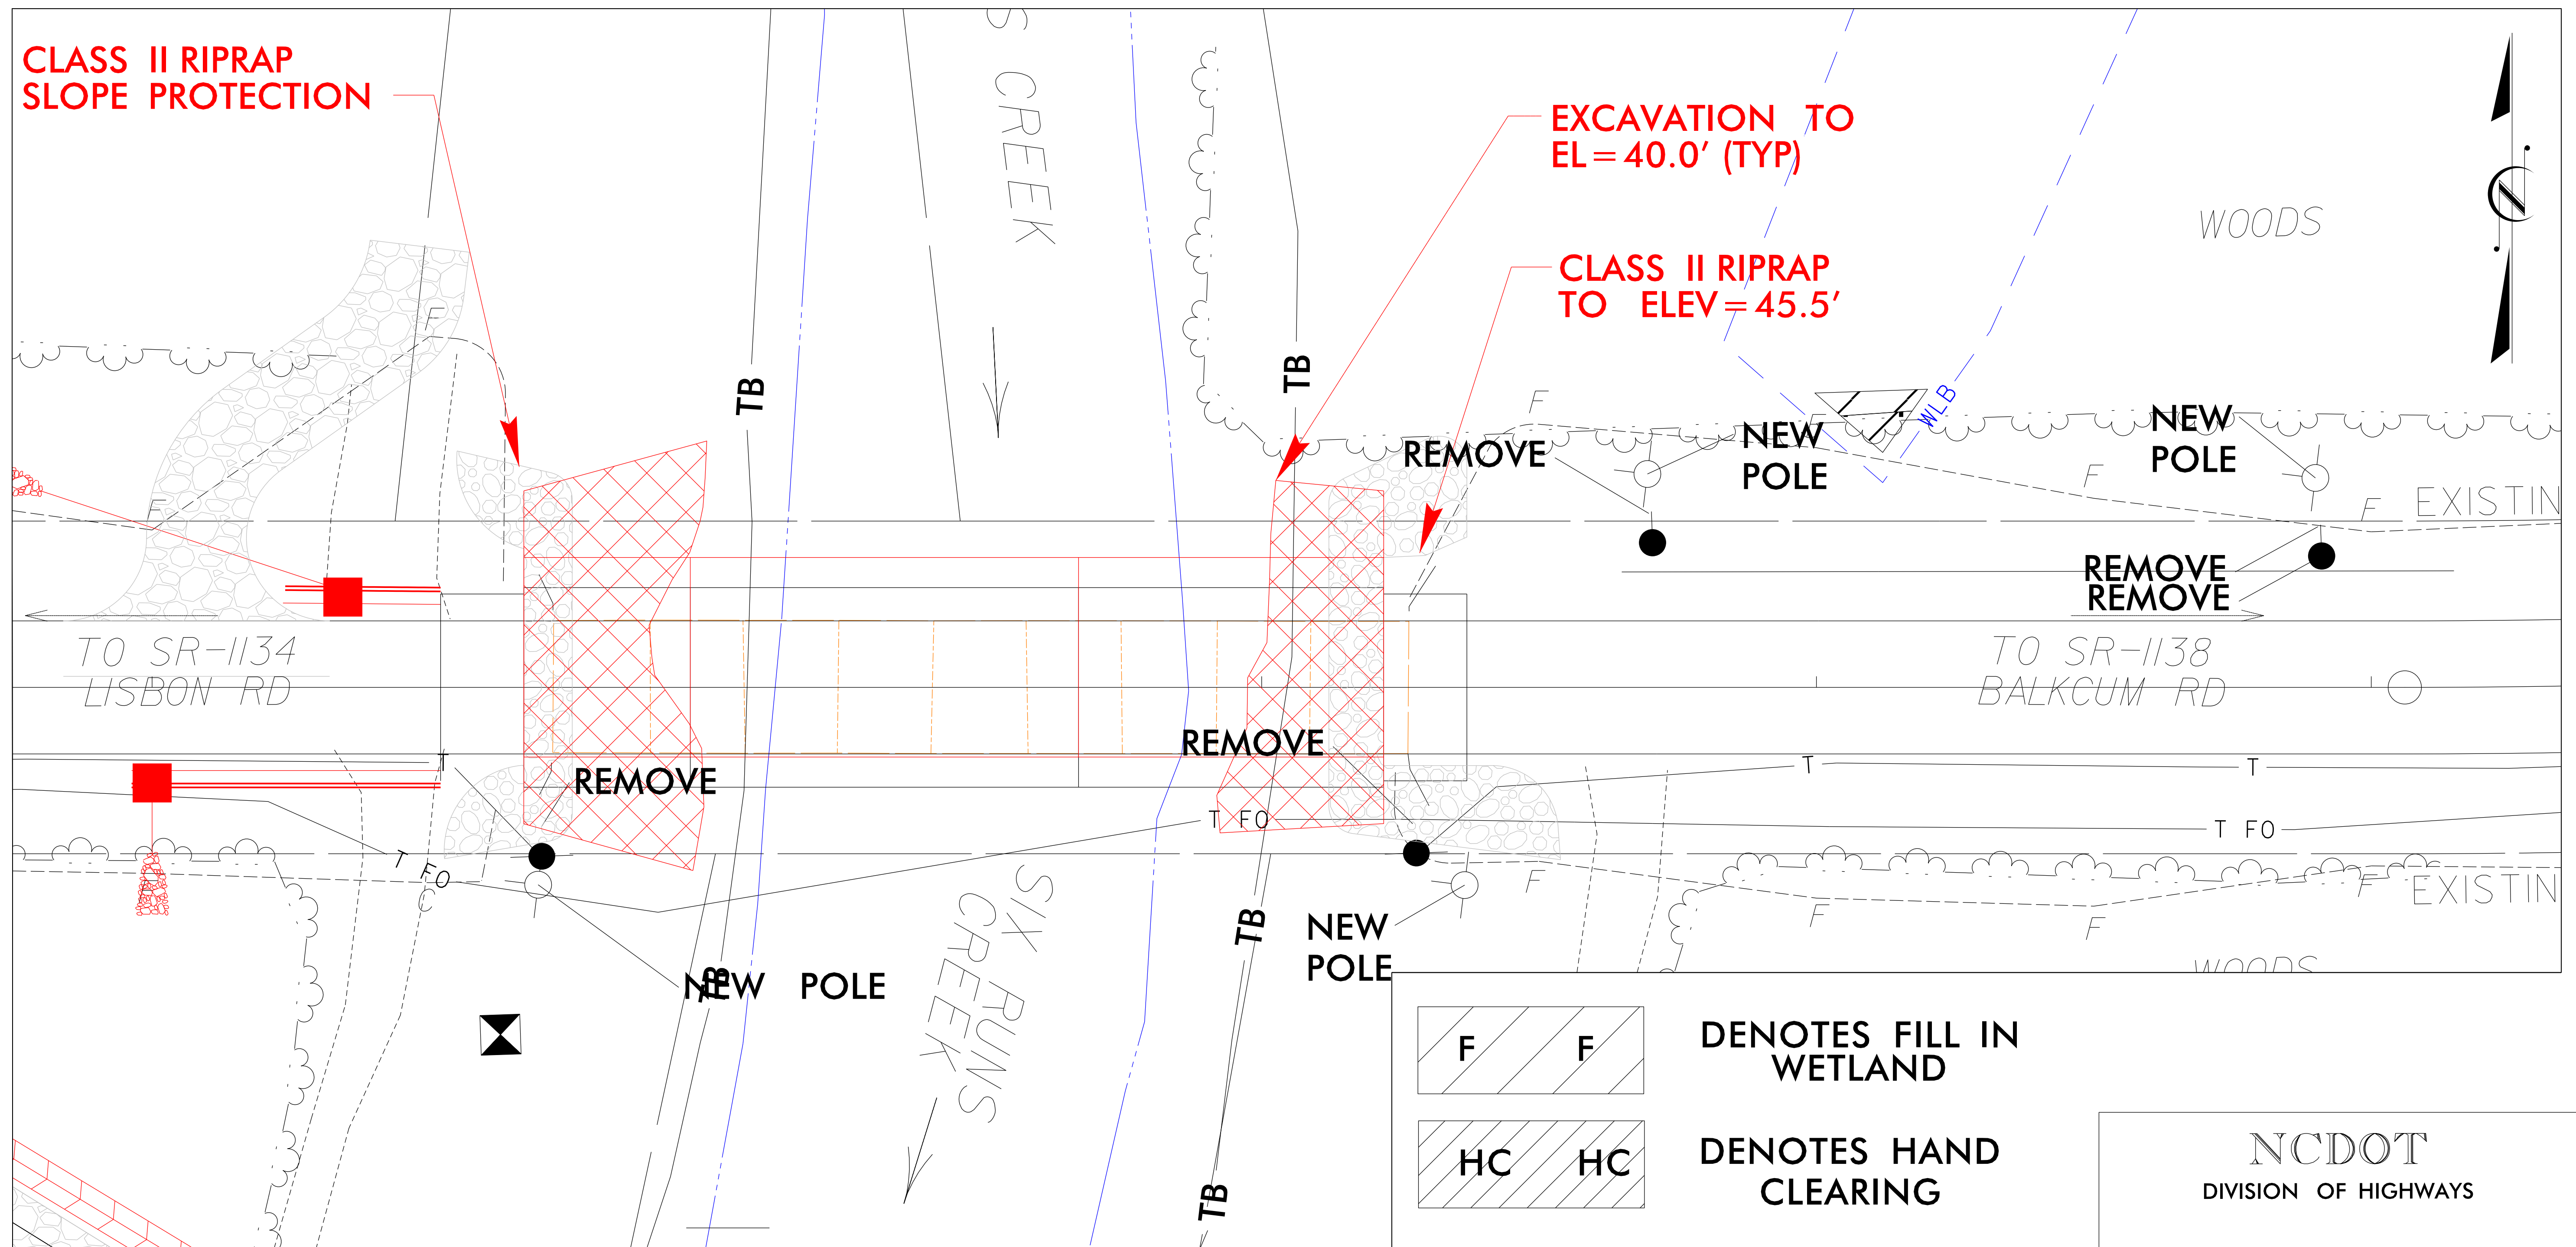 CLASS II RIPRAP
SLOPE PROTECTION
S CREEK
EXCAVATION TO
EL=40.0' (TYP)
CLASS II RIPRAP
TO ELEV=45.5'
WOODS
N
F
TB
TB
F
WLB
REMOVE
NEW
POLE
NEW
POLE
F
F
F
EXISTIN
REMOVE
REMOVE
TO SR-1134
LISBON RD
TO SR-1138
BALKCUM RD
REMOVE
REMOVE
T
T
T
T FO
T FO
T FO
C
F
F
F
F
EXISTIN
NEW POLE
TB
TB
NEW
POLE
SIX RUNS
CREEK
WOODS
TB
F F
DENOTES FILL IN
WETLAND
HC HC
DENOTES HAND
CLEARING
NCDOT
DIVISION OF HIGHWAYS